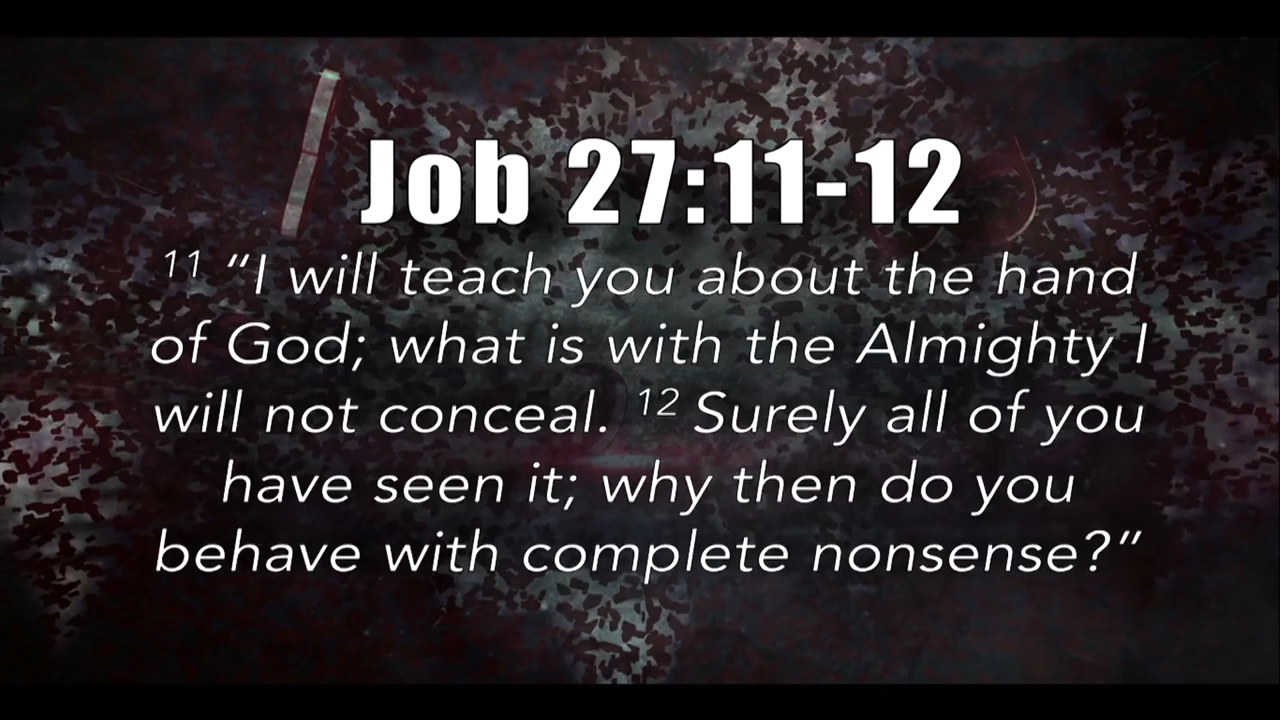 Job 27:11-12
11 “I will teach you about the hand
of God; what is with the Almighty I
will not conceal. 12 Surely all of you
have seen it; why then do you
behave with complete nonsense?”